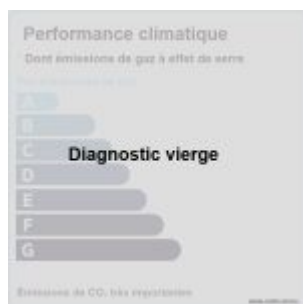 Performance climatique
Dont émissions de gaz à effet de serre
A
B
C
Diagnostic vierge
D
E
F
G
Émissions de CO₂ très importantes